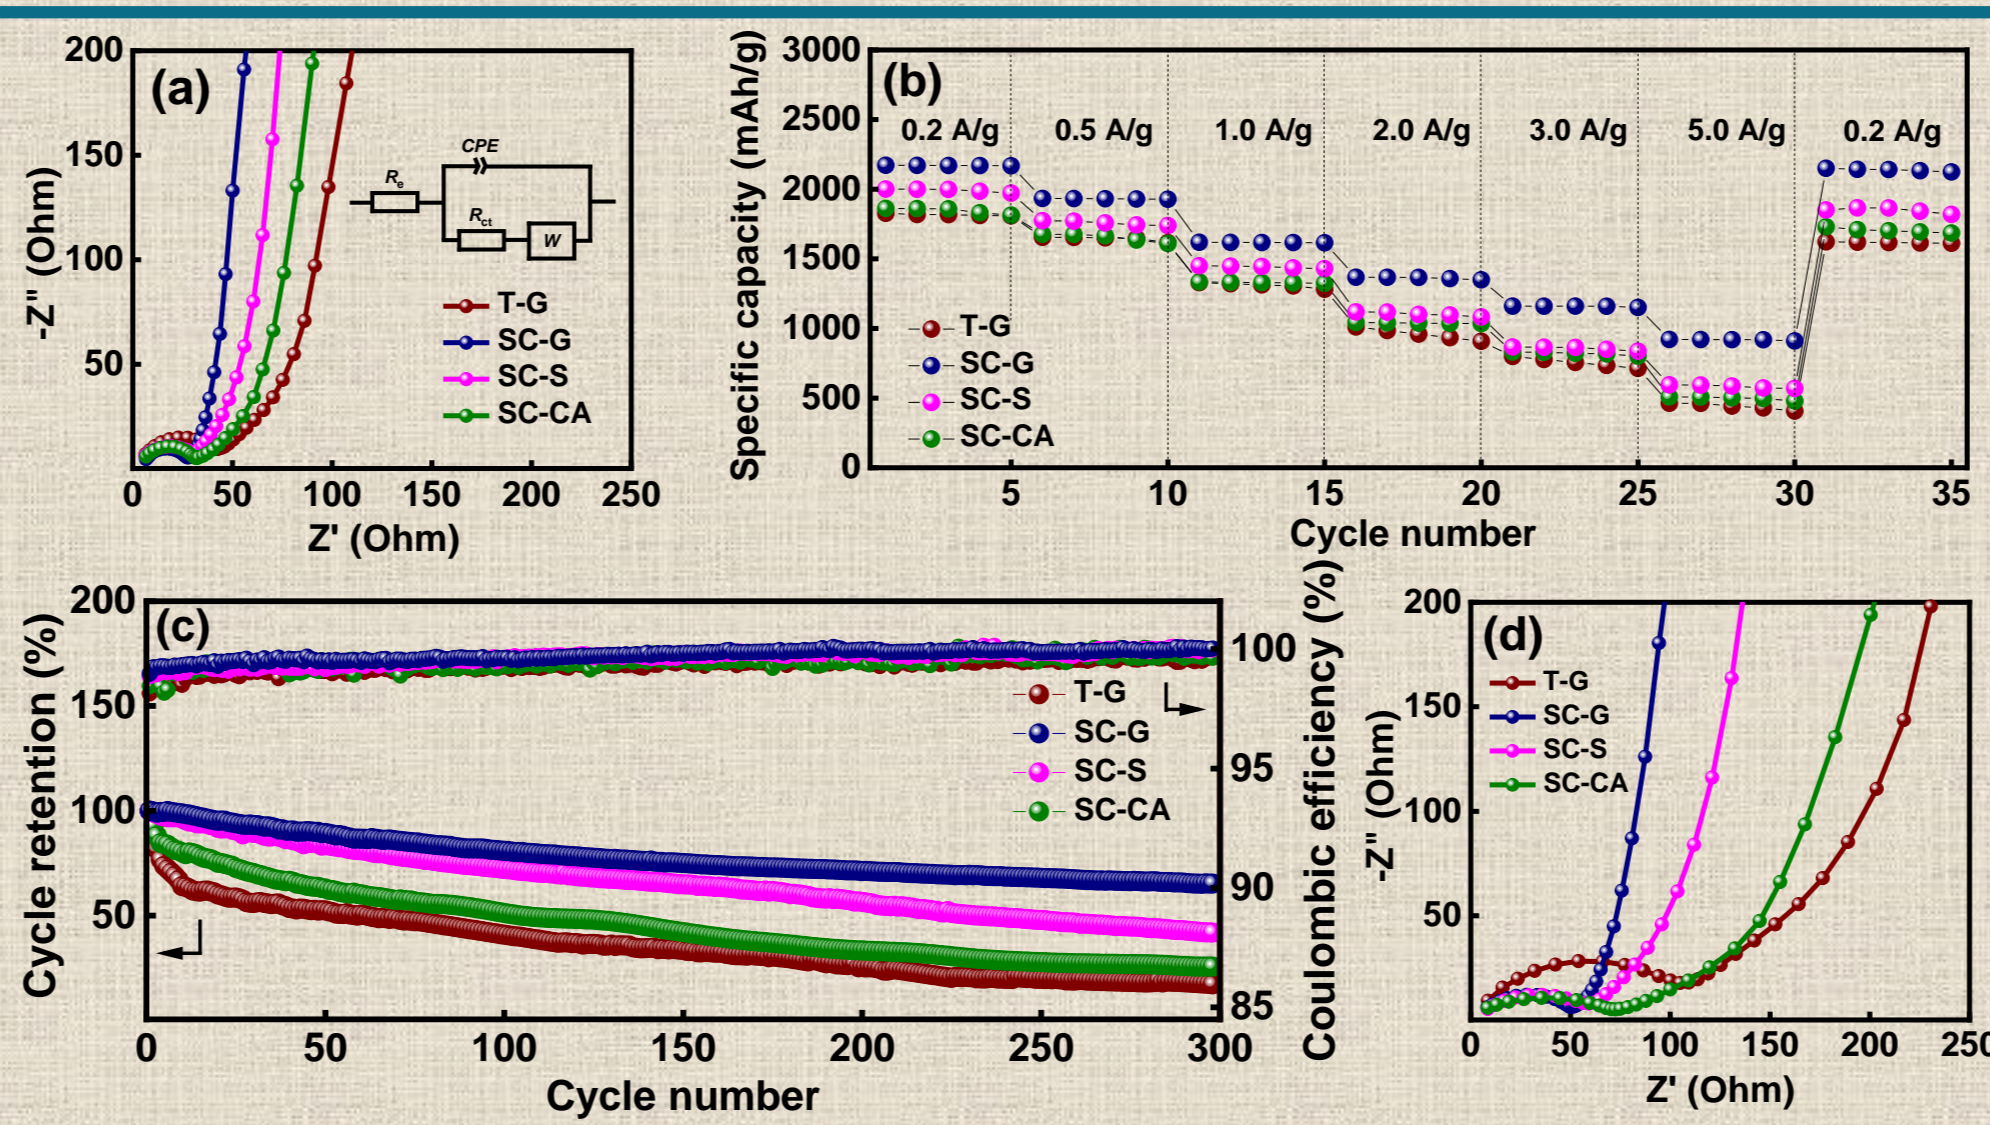 (a)
200
150
100
50
-Z" (Ohm)
CPE
Re
Rct
W
T-G
SC-G
SC-S
SC-CA
0 50 100 150 200 250
Z' (Ohm)
(b)
3000
2500
2000
1500
1000
500
0
Specific capacity (mAh/g)
0.2 A/g 0.5 A/g 1.0 A/g 2.0 A/g 3.0 A/g 5.0 A/g 0.2 A/g
T-G
SC-G
SC-S
SC-CA
5 10 15 20 25 30 35
Cycle number
(c)
200
150
100
50
Cycle retention (%)
T-G
SC-G
SC-S
SC-CA
100
95
90
85
Coulombic efficiency (%)
0 50 100 150 200 250 300
Cycle number
(d)
200
150
100
50
-Z" (Ohm)
T-G
SC-G
SC-S
SC-CA
0 50 100 150 200 250
Z' (Ohm)